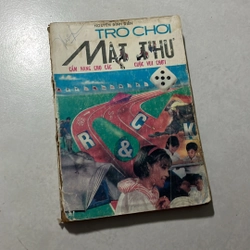 TRÒ CHƠI
MẬT THƯ
CẨM NANG CHO CÁC CUỘC VUI CHƠI
R & K